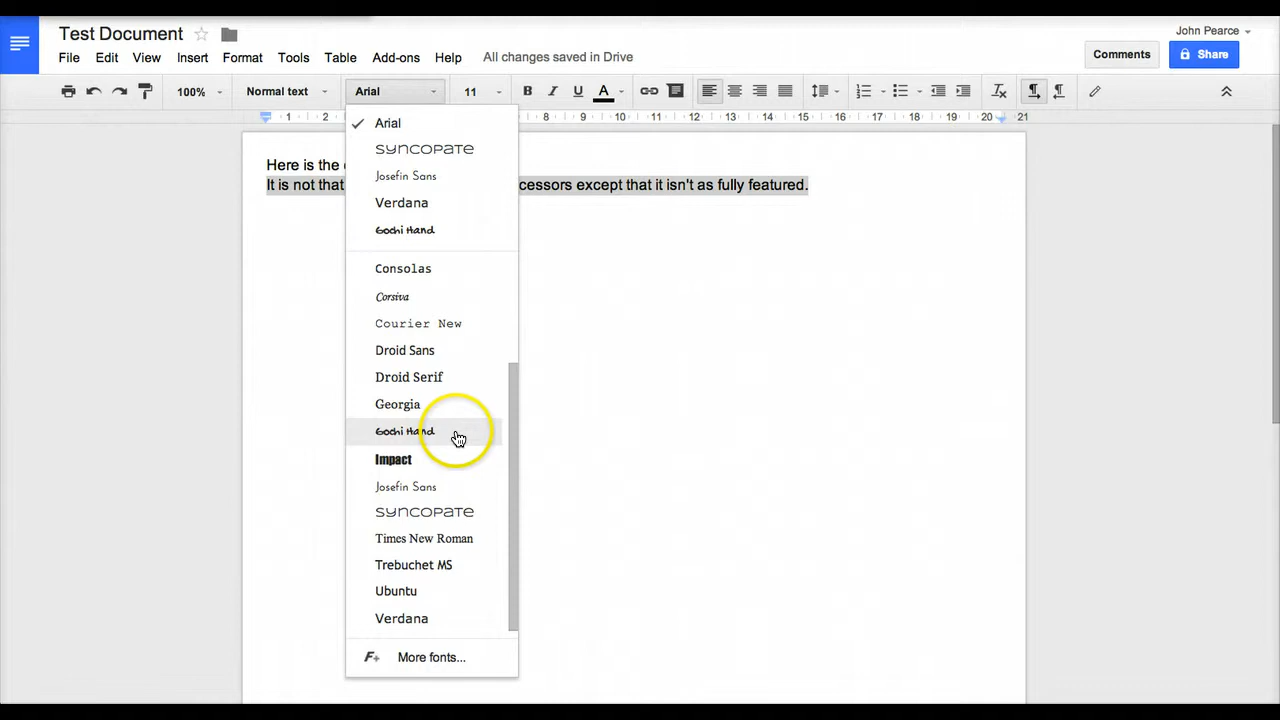 Test Document
John Pearce
File Edit View Insert Format Tools Table Add-ons Help All changes saved in Drive
Comments
Share
100% Normal text Arial 11 B I U A
1 2 8 9 10 11 12 13 14 15 16 17 18 19 20 21
Here is the
It is not that cessors except that it isn't as fully featured.
Arial
Syncopate
Josefin Sans
Verdana
Gochi Hand
Consolas
Corsiva
Courier New
Droid Sans
Droid Serif
Georgia
Gochi Hand
Impact
Josefin Sans
Syncopate
Times New Roman
Trebuchet MS
Ubuntu
Verdana
F+ More fonts...